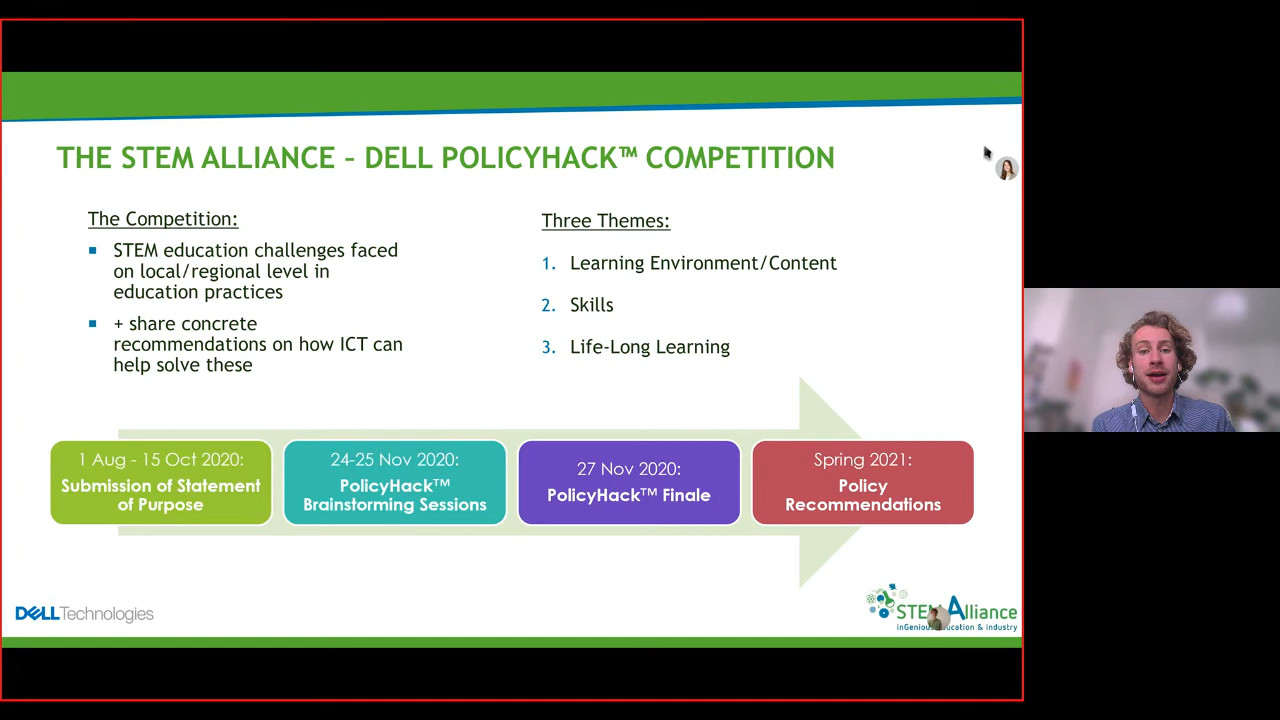 THE STEM ALLIANCE – DELL POLICYHACK™ COMPETITION
The Competition:
STEM education challenges faced
on local/regional level in
education practices
+ share concrete
recommendations on how ICT can
help solve these
Three Themes:
1. Learning Environment/Content
2. Skills
3. Life-Long Learning
1 Aug - 15 Oct 2020:
Submission of Statement
of Purpose
24-25 Nov 2020:
PolicyHack™
Brainstorming Sessions
27 Nov 2020:
PolicyHack™ Finale
Spring 2021:
Policy
Recommendations
DELL Technologies
STEM Alliance
inGenious education & industry